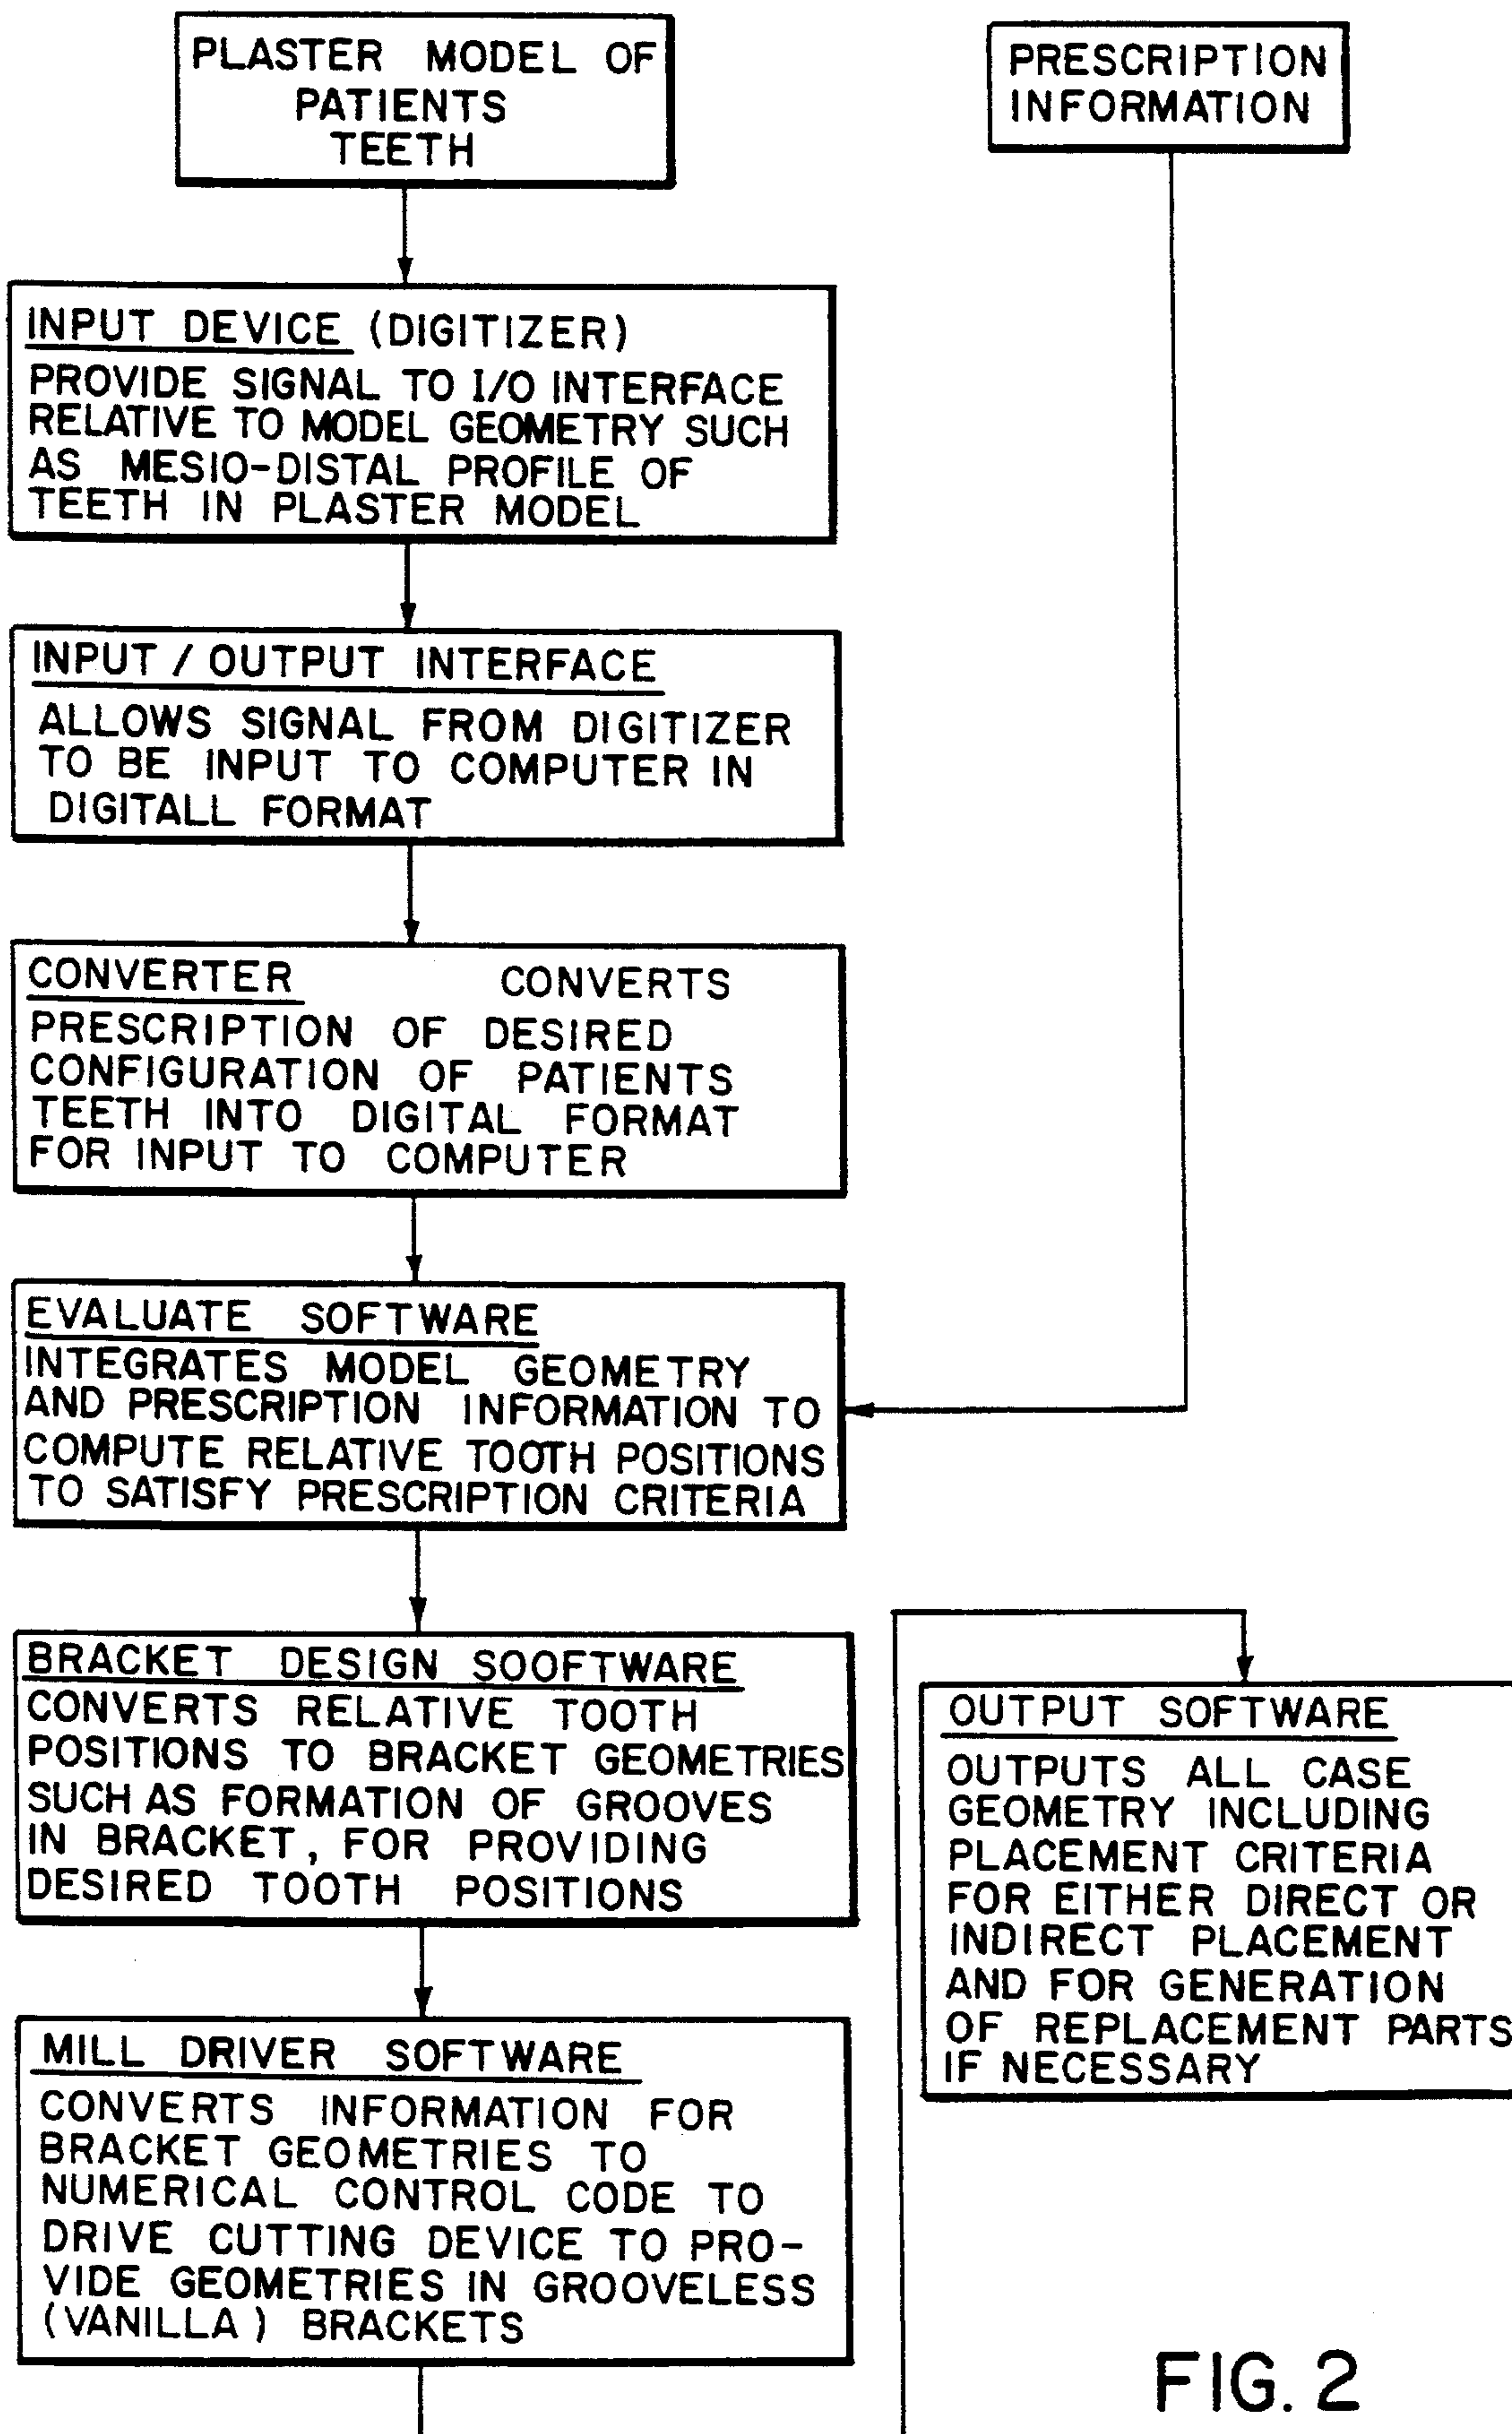 PLASTER MODEL OF
PATIENTS
TEETH
PRESCRIPTION
INFORMATION
INPUT DEVICE (DIGITIZER)
PROVIDE SIGNAL TO I/O INTERFACE
RELATIVE TO MODEL GEOMETRY SUCH
AS MESIO-DISTAL PROFILE OF
TEETH IN PLASTER MODEL
INPUT / OUTPUT INTERFACE
ALLOWS SIGNAL FROM DIGITIZER
TO BE INPUT TO COMPUTER IN
DIGITALL FORMAT
CONVERTER CONVERTS
PRESCRIPTION OF DESIRED
CONFIGURATION OF PATIENTS
TEETH INTO DIGITAL FORMAT
FOR INPUT TO COMPUTER
EVALUATE SOFTWARE
INTEGRATES MODEL GEOMETRY
AND PRESCRIPTION INFORMATION TO
COMPUTE RELATIVE TOOTH POSITIONS
TO SATISFY PRESCRIPTION CRITERIA
BRACKET DESIGN SOOFTWARE
CONVERTS RELATIVE TOOTH
POSITIONS TO BRACKET GEOMETRIES
SUCH AS FORMATION OF GROOVES
IN BRACKET, FOR PROVIDING
DESIRED TOOTH POSITIONS
MILL DRIVER SOFTWARE
CONVERTS INFORMATION FOR
BRACKET GEOMETRIES TO
NUMERICAL CONTROL CODE TO
DRIVE CUTTING DEVICE TO PRO-
VIDE GEOMETRIES IN GROOVELESS
(VANILLA) BRACKETS
OUTPUT SOFTWARE
OUTPUTS ALL CASE
GEOMETRY INCLUDING
PLACEMENT CRITERIA
FOR EITHER DIRECT OR
INDIRECT PLACEMENT
AND FOR GENERATION
OF REPLACEMENT PARTS
IF NECESSARY
FIG. 2